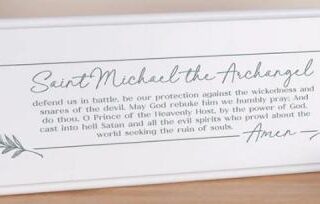 Saint Michael the Archangel
defend us in battle, be our protection against the wickedness and
snares of the devil. May God rebuke him we humbly pray; And
do thou, O Prince of the Heavenly Host, by the power of God,
cast into hell Satan and all the evil spirits who prowl about the
world seeking the ruin of souls.
Amen